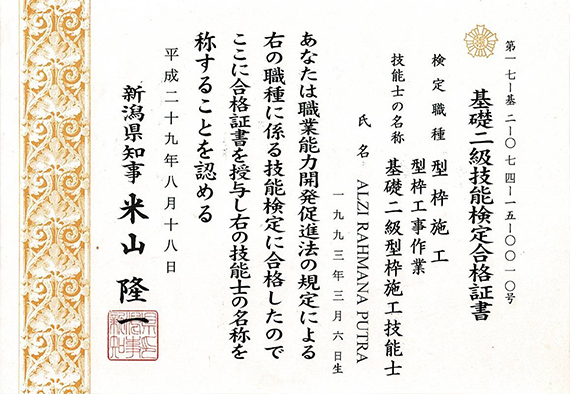 第一七ー基二ー〇七四ー一五ー〇〇一〇号
基礎二級技能検定合格証書
検定職種 型枠施工
型枠工事作業
技能士の名称 基礎二級型枠施工技能士
氏名 ALZI RAHMANA PUTRA
一九九三年三月六日生
あなたは職業能力開発促進法の規定による
右の職種に係る技能検定に合格したので
ここに合格証書を授与し右の技能士の名称を
称することを認める
平成二十九年八月十八日
新潟県知事 米山隆一